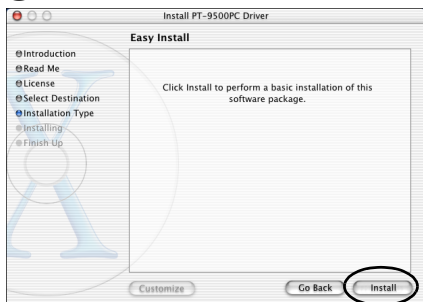 Install PT-9500PC Driver
Easy Install
Introduction
Read Me
License
Select Destination
Installation Type
Installing
Finish Up
Click Install to perform a basic installation of this
software package.
Customize
Go Back
Install